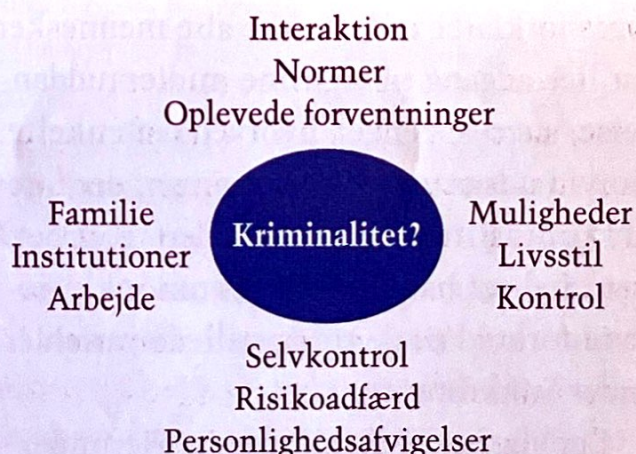 Interaktion
Normer
Oplevede forventninger
Familie
Institutioner
Arbejde
Kriminalitet?
Muligheder
Livsstil
Kontrol
Selvkontrol
Risikoadfærd
Personlighedsafvigelser